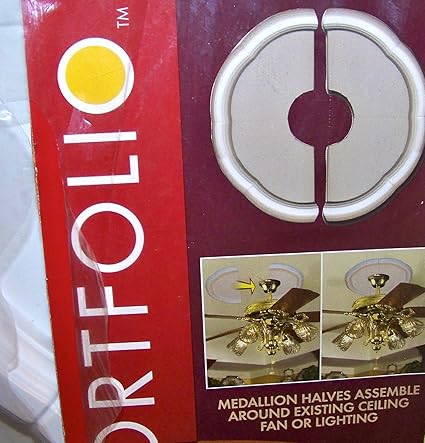 ORTFOLIO™
MEDALLION HALVES ASSEMBLE
AROUND EXISTING CEILING
FAN OR LIGHTING